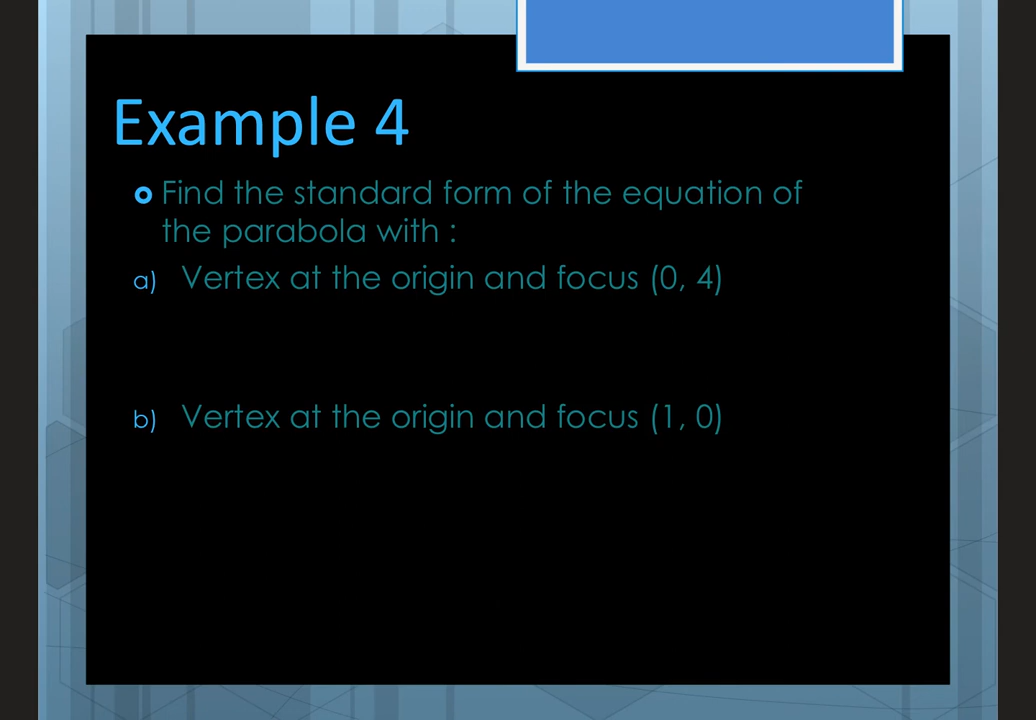 Example 4
Find the standard form of the equation of
the parabola with :
a) Vertex at the origin and focus (0, 4)
b) Vertex at the origin and focus (1, 0)